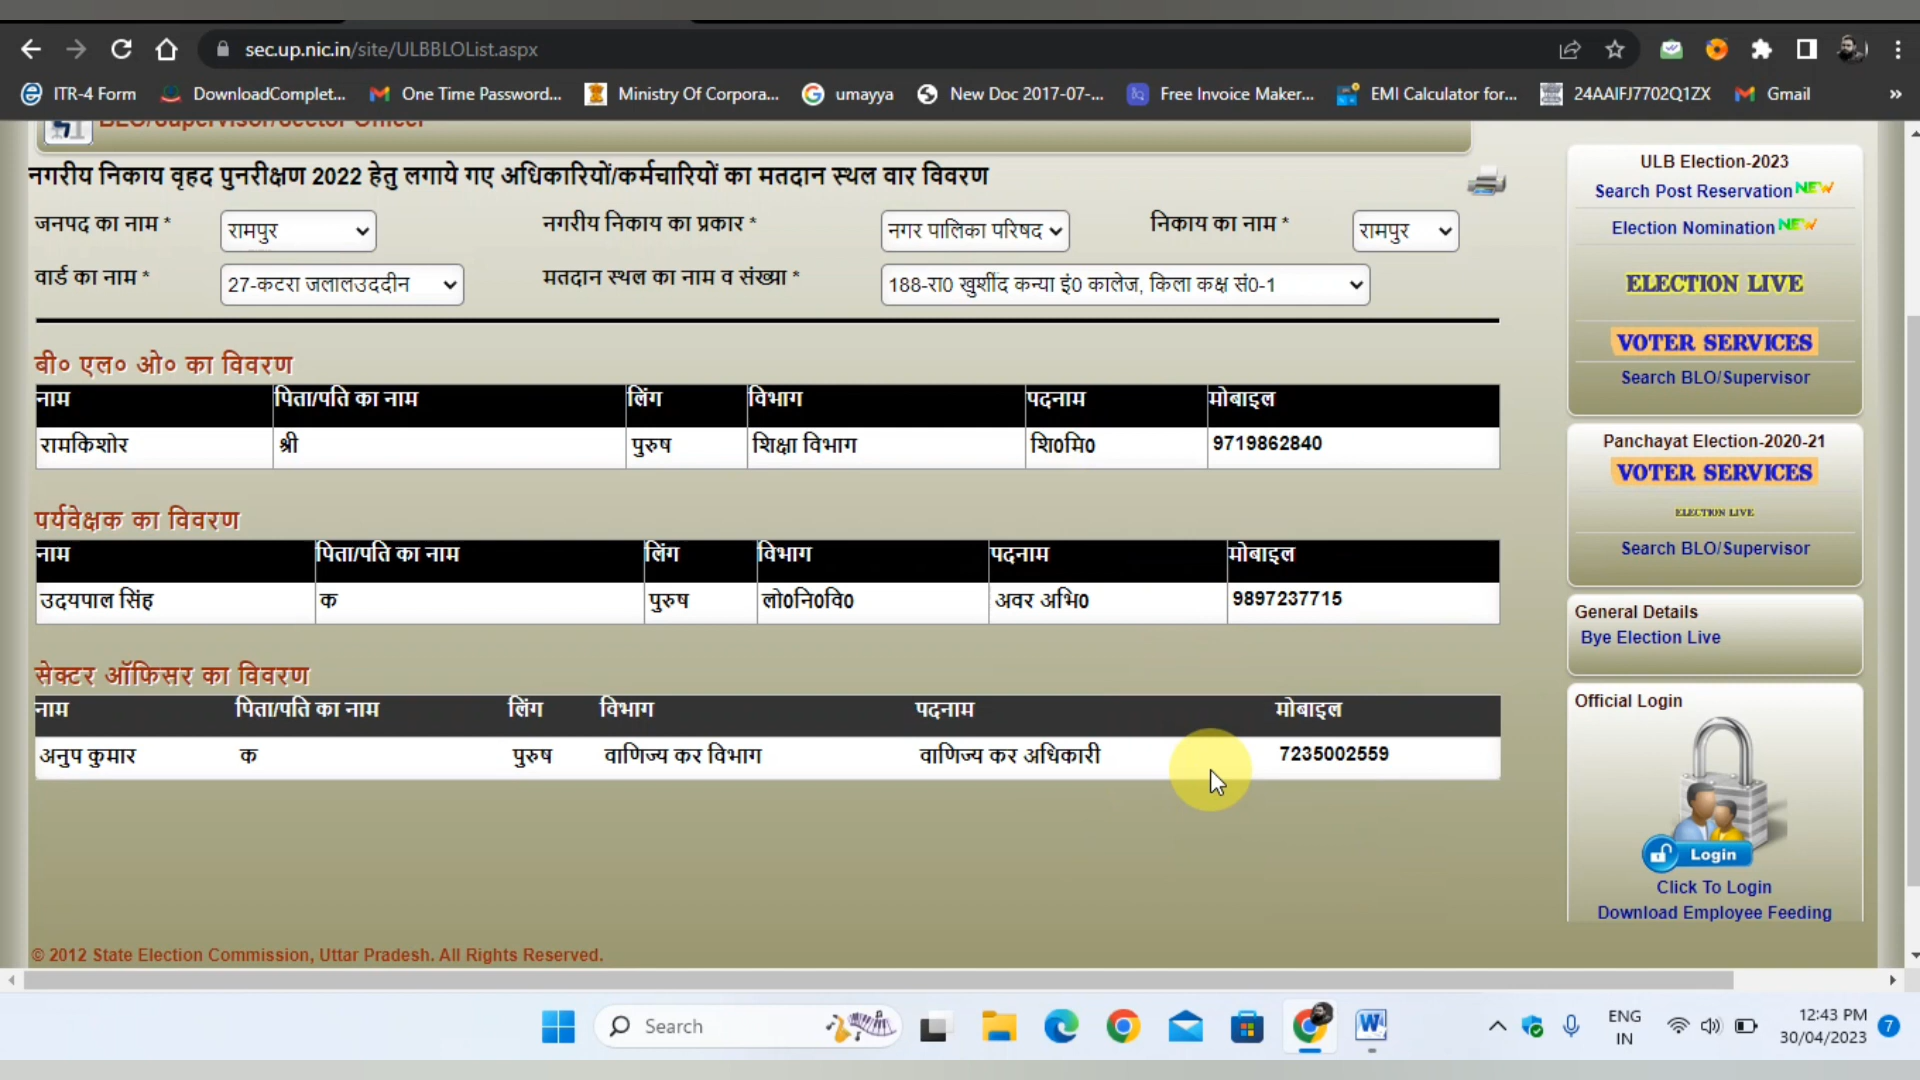 sec.up.nic.in/site/ULBBLOList.aspx
ITR-4 Form DownloadComplet... One Time Password... Ministry Of Corpora... umayya New Doc 2017-07-... Free Invoice Maker... EMI Calculator for... 24AAIFJ7702Q1ZX Gmail »
BLO/Supervisor/Sector Officer
नगरीय निकाय वृहद पुनरीक्षण 2022 हेतु लगाये गए अधिकारियों/कर्मचारियों का मतदान स्थल वार विवरण
जनपद का नाम * रामपुर नगरीय निकाय का प्रकार * नगर पालिका परिषद निकाय का नाम * रामपुर
वार्ड का नाम * 27-कटरा जलालउददीन मतदान स्थल का नाम व संख्या * 188-रा0 खुर्शीद कन्या इं0 कालेज, किला कक्ष सं0-1
बी० एल० ओ० का विवरण
नाम पिता/पति का नाम लिंग विभाग पदनाम मोबाइल
रामकिशोर श्री पुरुष शिक्षा विभाग शि0मि0 9719862840
पर्यवेक्षक का विवरण
नाम पिता/पति का नाम लिंग विभाग पदनाम मोबाइल
उदयपाल सिंह क पुरुष लो0नि0वि0 अवर अभि0 9897237715
सेक्टर ऑफिसर का विवरण
नाम पिता/पति का नाम लिंग विभाग पदनाम मोबाइल
अनुप कुमार क पुरुष वाणिज्य कर विभाग वाणिज्य कर अधिकारी 7235002559
© 2012 State Election Commission, Uttar Pradesh. All Rights Reserved.
ULB Election-2023
Search Post Reservation NEW
Election Nomination NEW
ELECTION LIVE
VOTER SERVICES
Search BLO/Supervisor
Panchayat Election-2020-21
VOTER SERVICES
ELECTION LIVE
Search BLO/Supervisor
General Details
Bye Election Live
Official Login
Login
Click To Login
Download Employee Feeding
Search
ENG
IN
12:43 PM
30/04/2023
7